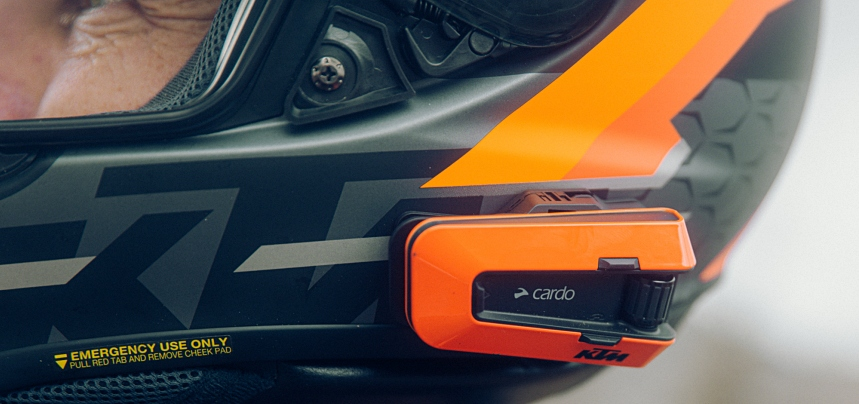 cardo
KTM
EMERGENCY USE ONLY
PULL RED TAB AND REMOVE CHEEK PAD